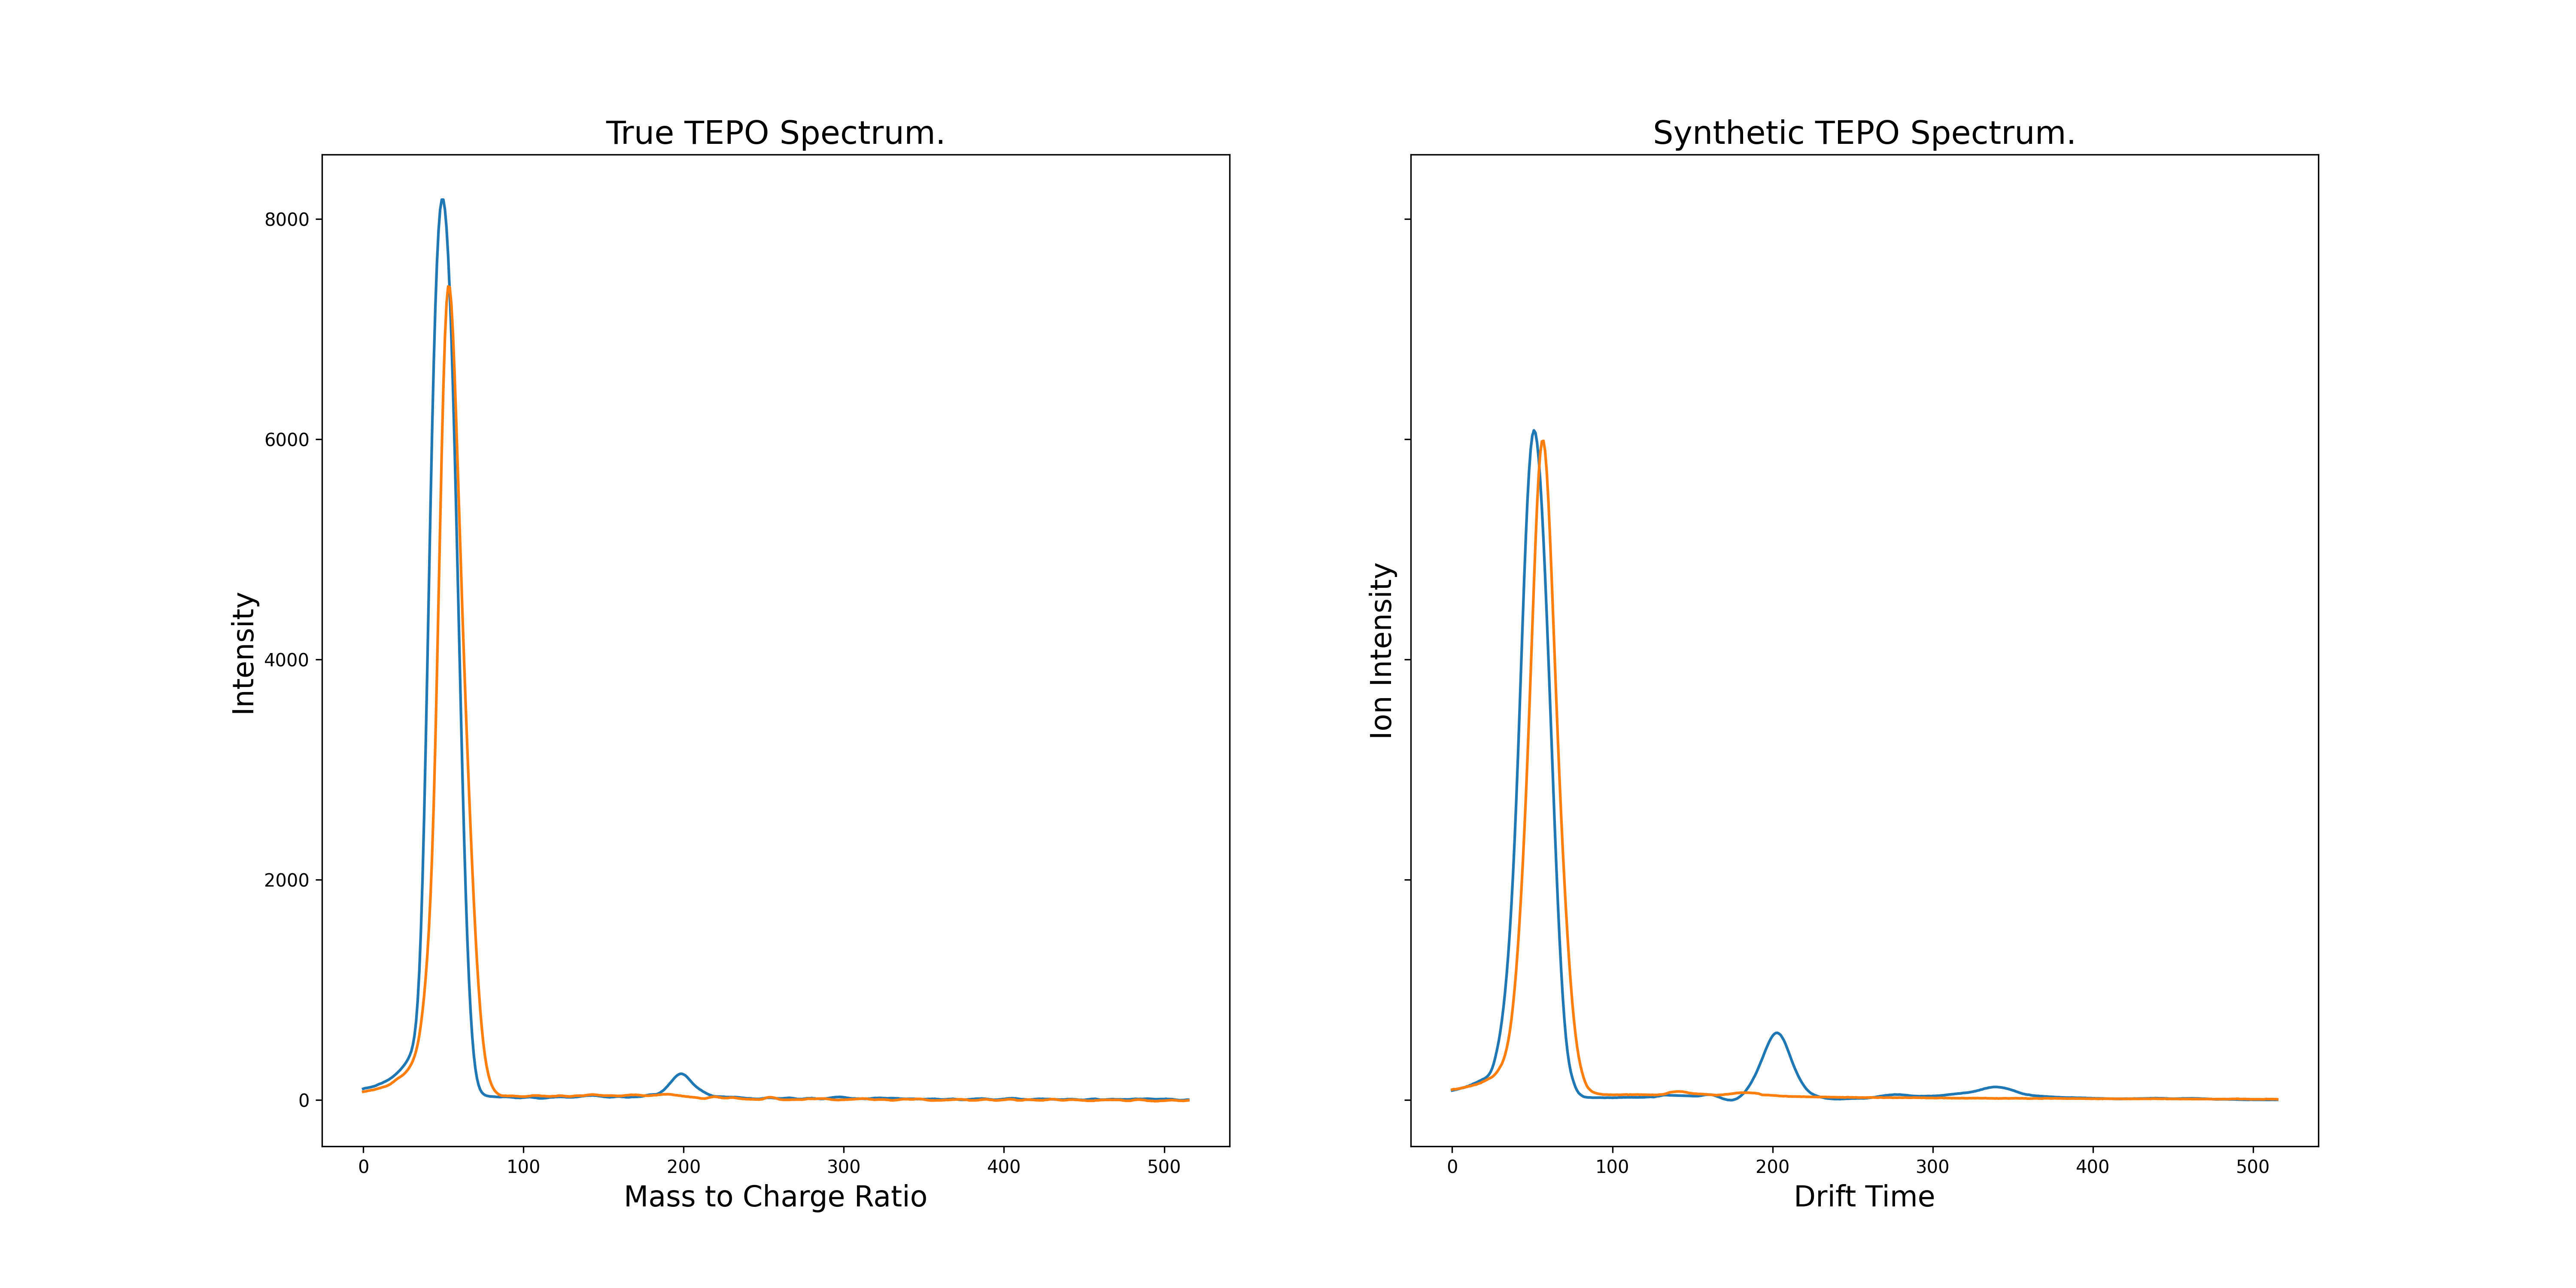 True TEPO Spectrum.
Synthetic TEPO Spectrum.
8000
6000
4000
2000
0
Intensity
Ion Intensity
0 100 200 300 400 500
0 100 200 300 400 500
Mass to Charge Ratio
Drift Time